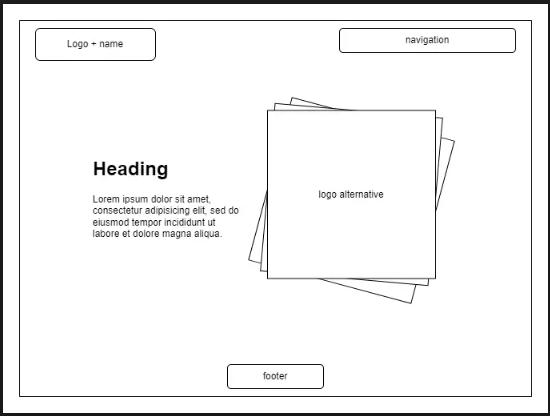 Logo + name
navigation
Heading
Lorem ipsum dolor sit amet,
consectetur adipisicing elit, sed do
eiusmod tempor incididunt ut
labore et dolore magna aliqua.
logo alternative
footer